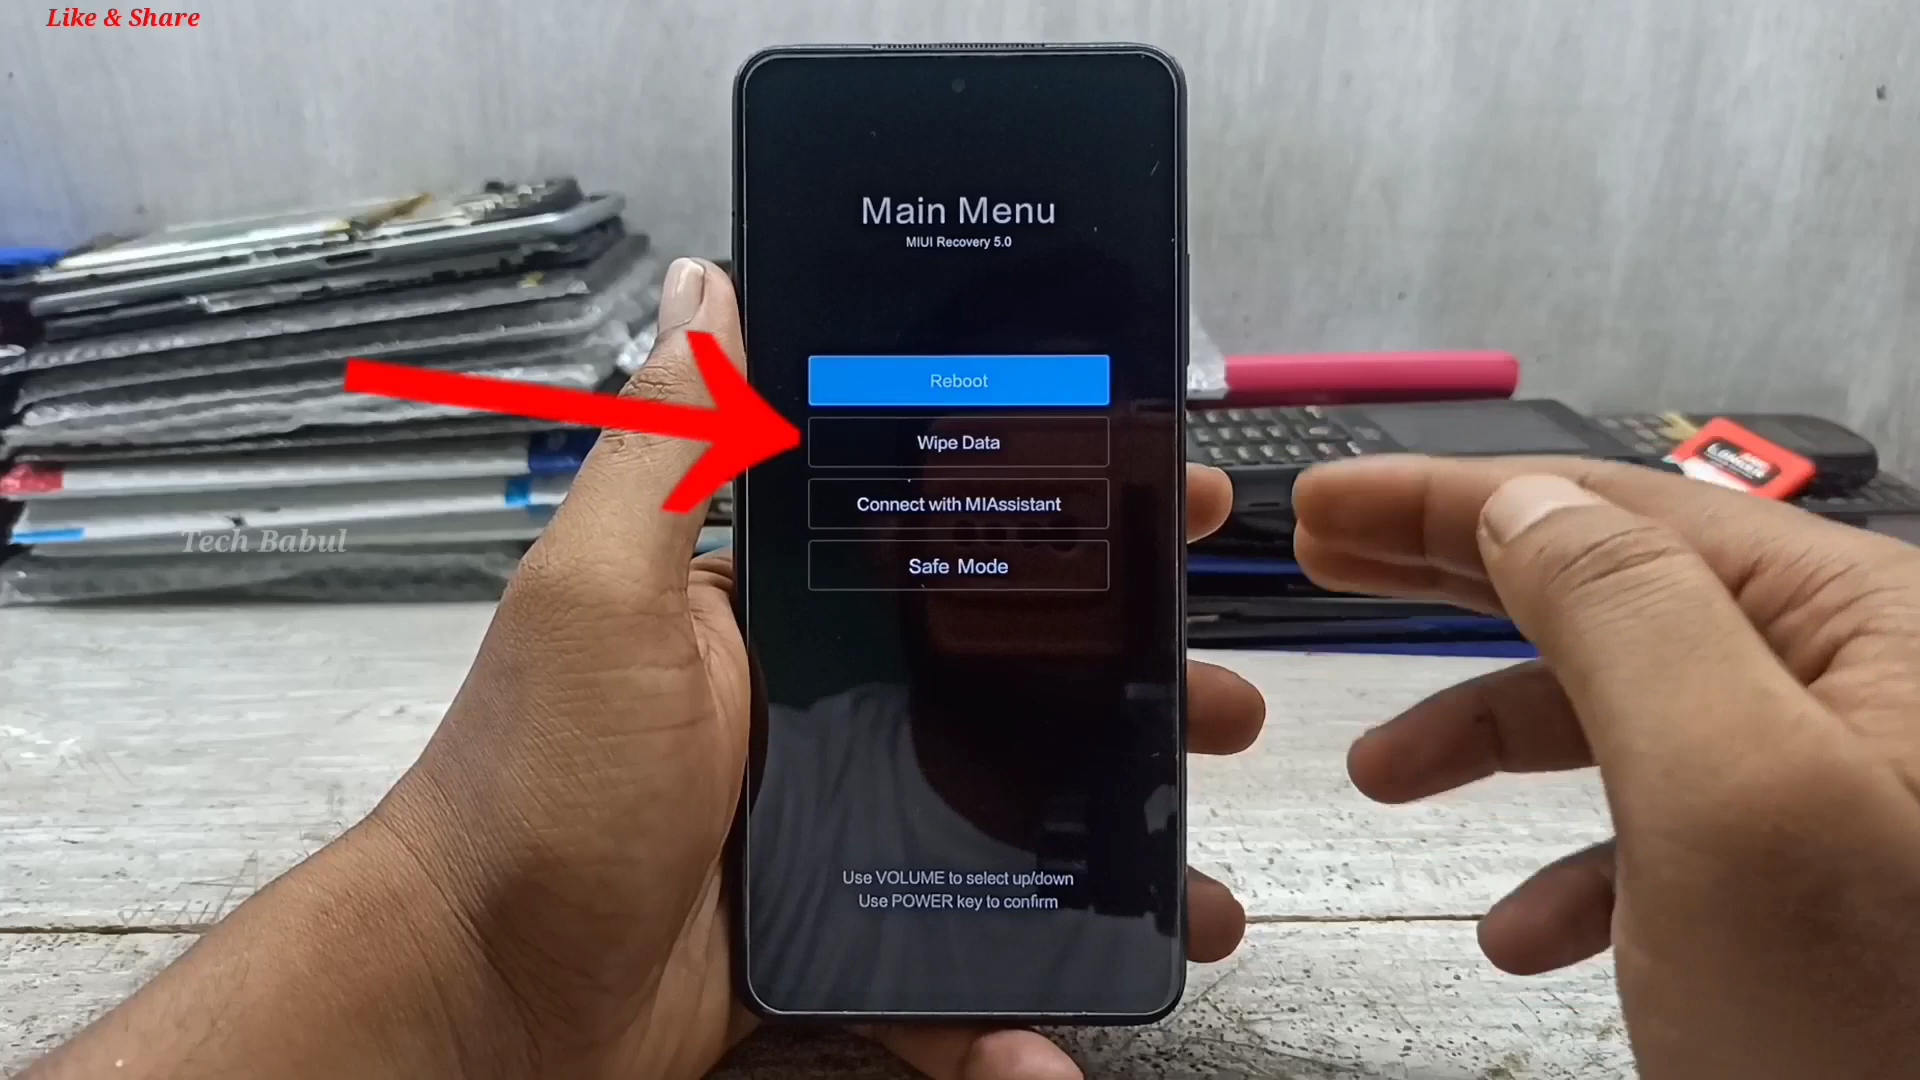 Like & Share
Main Menu
MIUI Recovery 5.0
Reboot
Wipe Data
Connect with MIAssistant
Safe Mode
Tech Babul
Use VOLUME to select up/down
Use POWER key to confirm